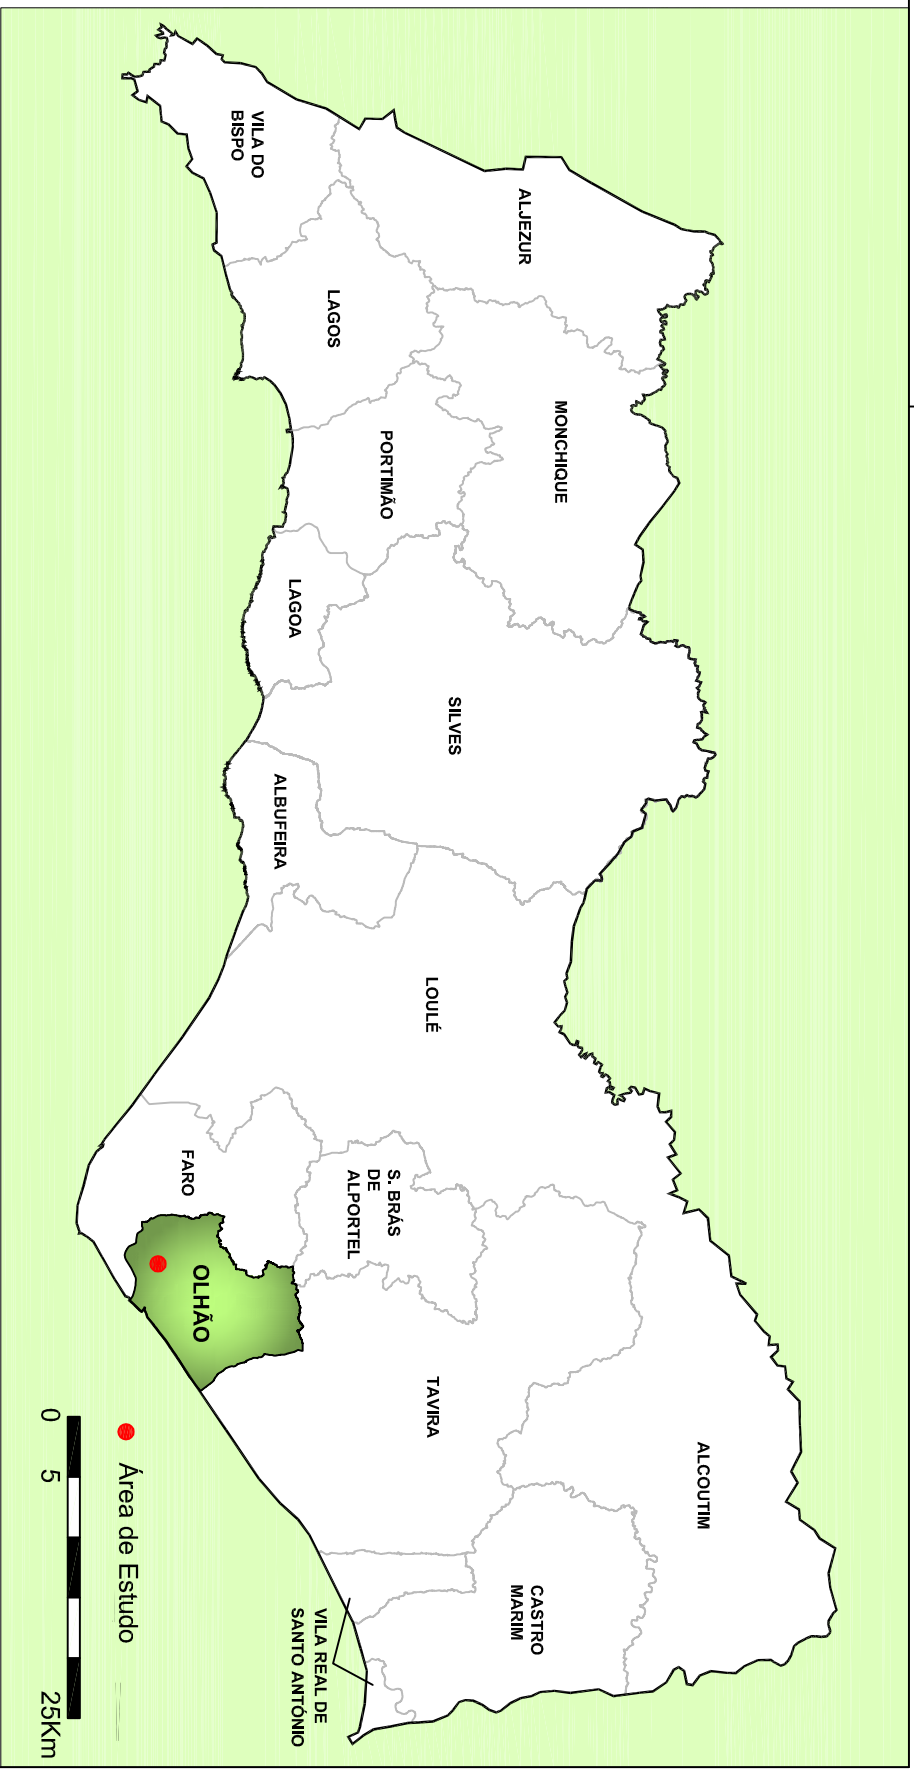 ALJEZUR
VILA DO
BISPO
LAGOS
MONCHIQUE
PORTIMÃO
LAGOA
SILVES
ALBUFEIRA
LOULÉ
FARO
S. BRÁS
DE
ALPORTEL
OLHÃO
TAVIRA
ALCOUTIM
CASTRO
MARIM
VILA REAL DE
SANTO ANTÓNIO
Área de Estudo
0 5 25Km